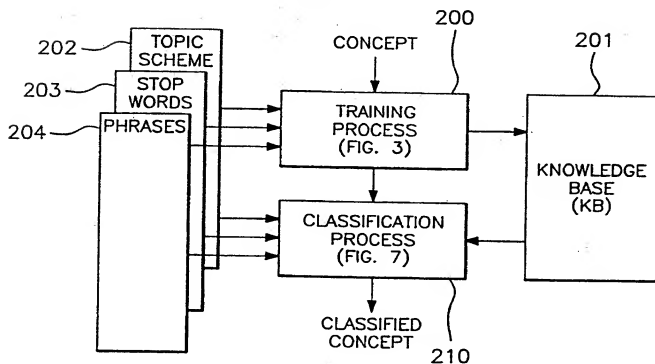 202
TOPIC
SCHEME
203
STOP
WORDS
204
PHRASES
CONCEPT
200
TRAINING
PROCESS
(FIG. 3)
201
KNOWLEDGE
BASE
(KB)
CLASSIFICATION
PROCESS
(FIG. 7)
CLASSIFIED
CONCEPT
210